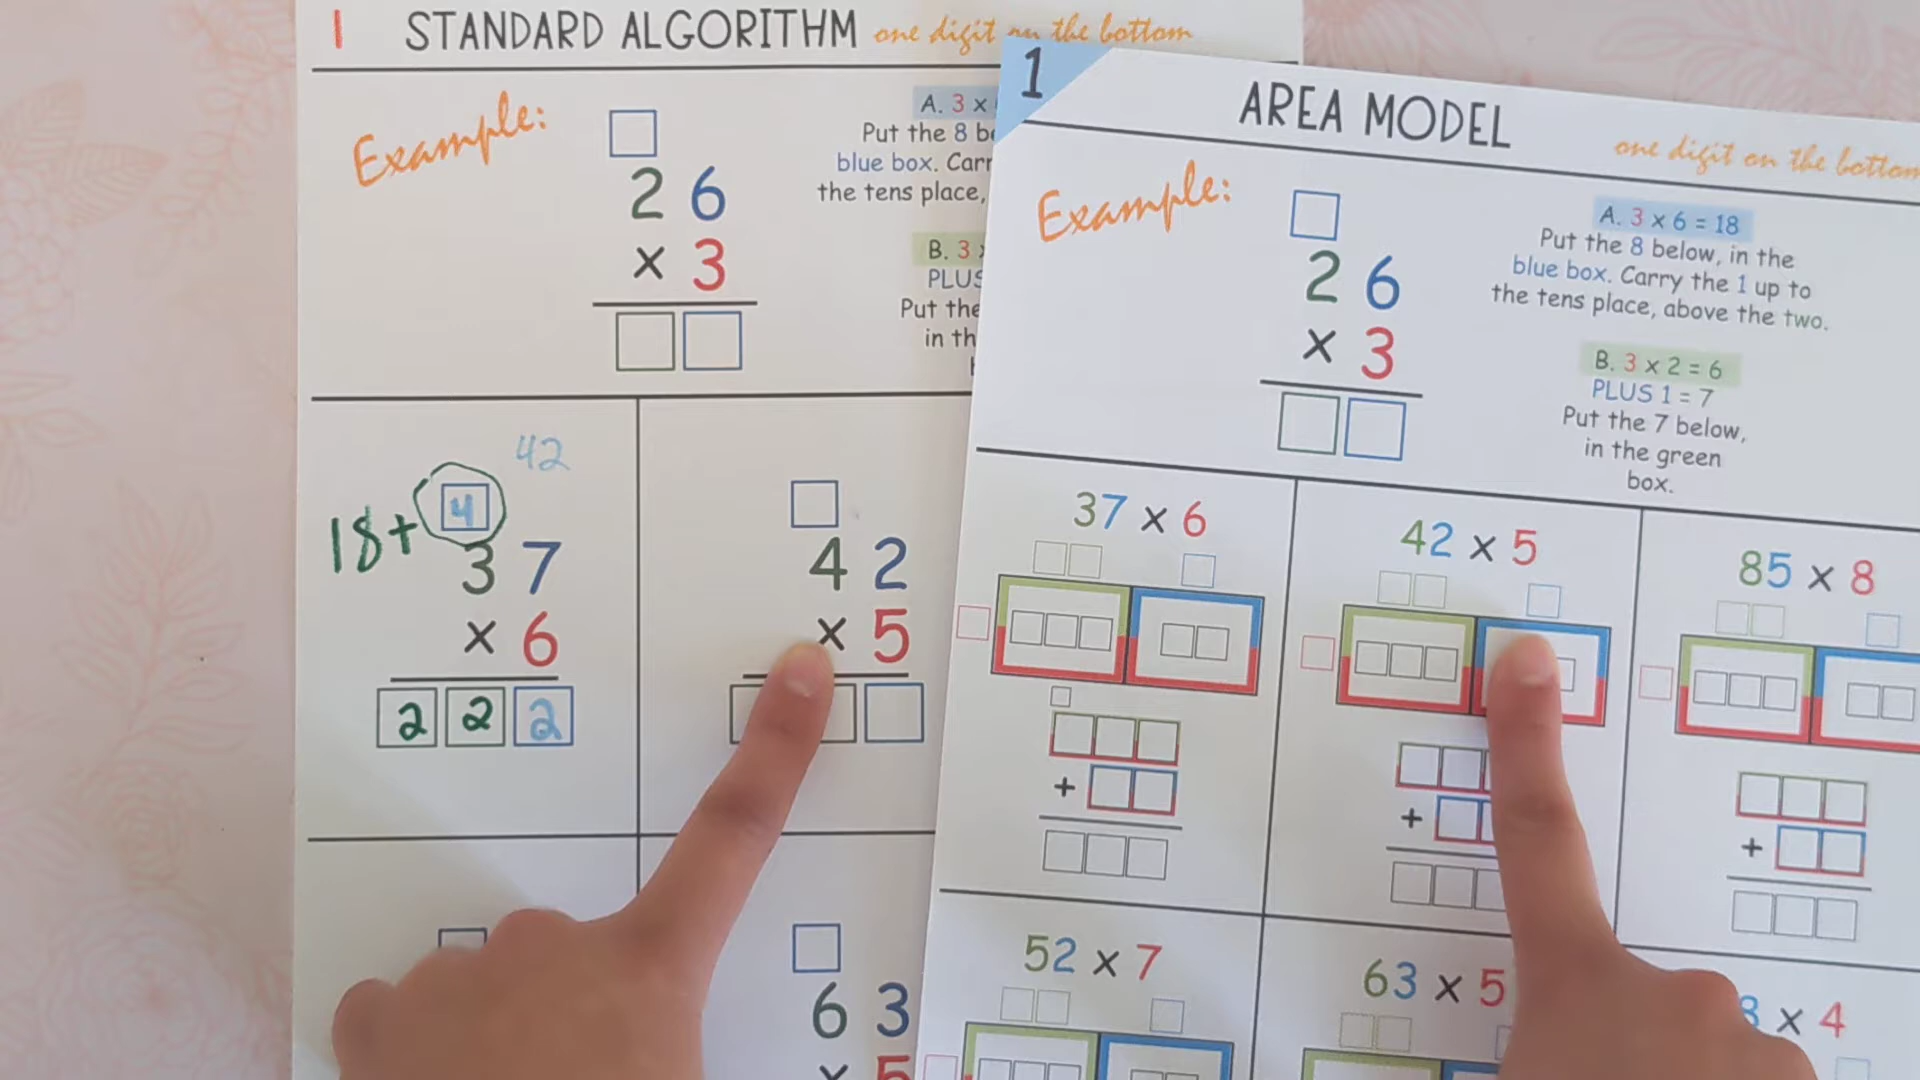 1 STANDARD ALGORITHM one digit on the bottom
Example:
2 6
× 3
A. 3 x
Put the 8 be
blue box. Carr
the tens place,
B. 3
PLUS
Put the
in th
42
18+ 4
3 7
× 6
2 2 2
4 2
× 5
6 3
× 5
1 AREA MODEL one digit on the bottom
Example:
2 6
× 3
A. 3 x 6 = 18
Put the 8 below, in the
blue box. Carry the 1 up to
the tens place, above the two.
B. 3 x 2 = 6
PLUS 1 = 7
Put the 7 below,
in the green
box.
37 × 6
+
42 × 5
+
85 × 8
+
52 × 7
63 × 5
8 × 4